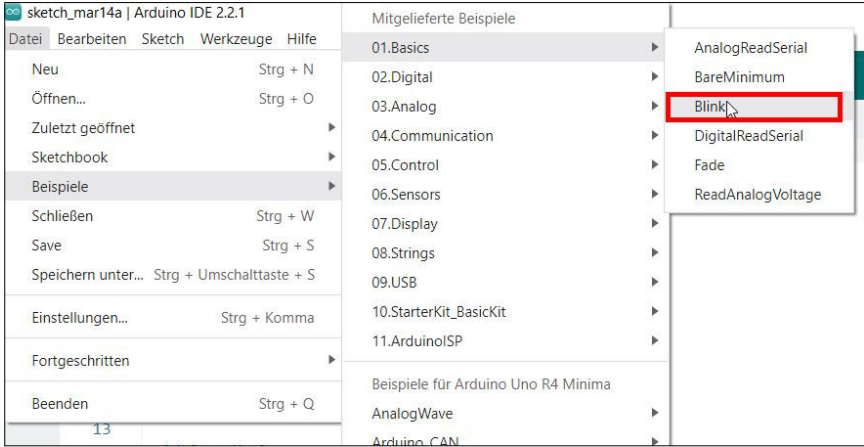 sketch_mar14a | Arduino IDE 2.2.1
Datei Bearbeiten Sketch Werkzeuge Hilfe
Neu Strg + N
Öffnen... Strg + O
Zuletzt geöffnet
Sketchbook
Beispiele
Schließen Strg + W
Save Strg + S
Speichern unter... Strg + Umschalttaste + S
Einstellungen... Strg + Komma
Fortgeschritten
Beenden Strg + Q
13
Mitgelieferte Beispiele
01.Basics
02.Digital
03.Analog
04.Communication
05.Control
06.Sensors
07.Display
08.Strings
09.USB
10.StarterKit_BasicKit
11.ArduinoISP
Beispiele für Arduino Uno R4 Minima
AnalogWave
Arduino_CAN
AnalogReadSerial
BareMinimum
Blink
DigitalReadSerial
Fade
ReadAnalogVoltage